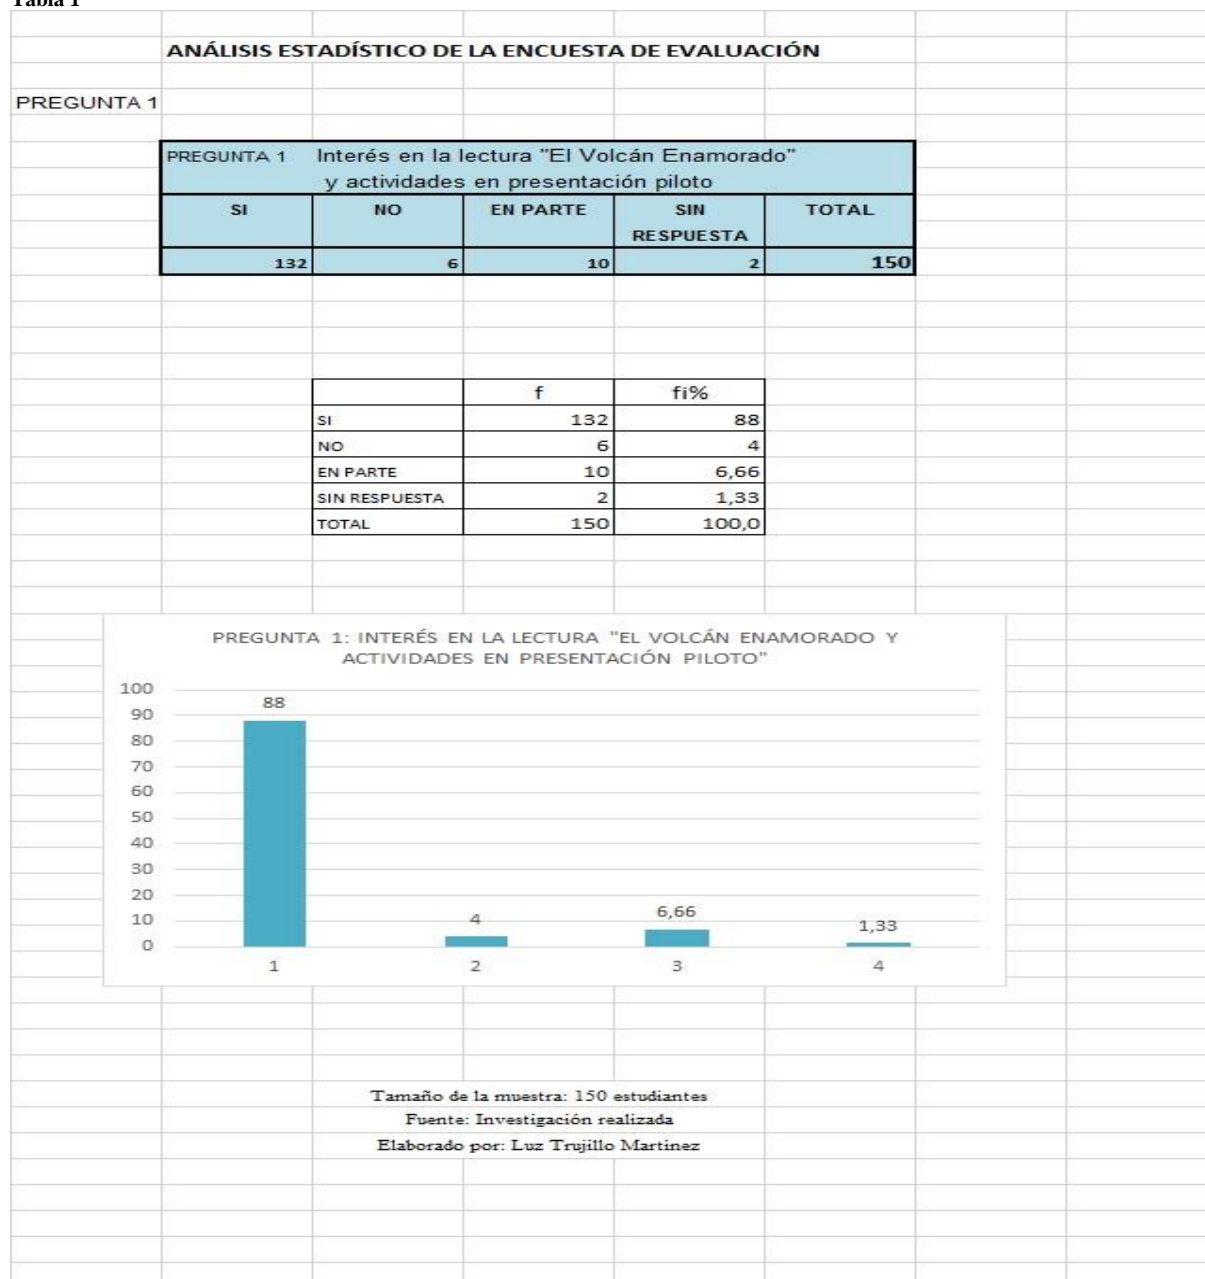 Tabla 1
ANÁLISIS ESTADÍSTICO DE LA ENCUESTA DE EVALUACIÓN
PREGUNTA 1
PREGUNTA 1 Interés en la lectura "El Volcán Enamorado"
y actividades en presentación piloto
SI NO EN PARTE SIN TOTAL
RESPUESTA
132 6 10 2 150
f fi%
SI 132 88
NO 6 4
EN PARTE 10 6,66
SIN RESPUESTA 2 1,33
TOTAL 150 100,0
PREGUNTA 1: INTERÉS EN LA LECTURA "EL VOLCÁN ENAMORADO Y
ACTIVIDADES EN PRESENTACIÓN PILOTO"
100
88
90
80
70
60
50
40
30
20
10 4 6,66 1,33
0
1 2 3 4
Tamaño de la muestra: 150 estudiantes
Fuente: Investigación realizada
Elaborado por: Luz Trujillo Martinez